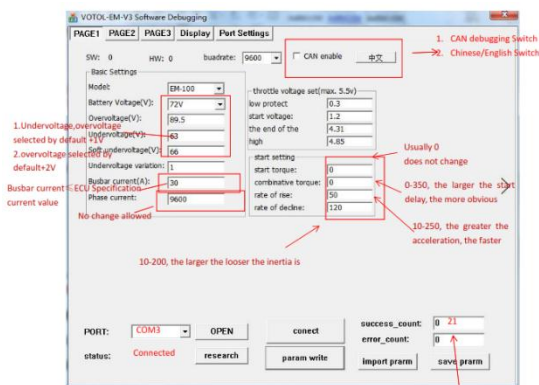 VOTOL-EM-V3 Software Debugging
PAGE1 PAGE2 PAGE3 Display Port Settings
SW: 0 HW: 0 buadrate: 9600 CAN enable 中文
1. CAN debugging Switch
2. Chinese/English Switch
Basic Settings
Model: EM-100
Battery Voltage(V): 72V
Overvoltage(V): 89.5
Undervoltage(V): 63
Soft undervoltage(V): 66
Undervoltage variation: 1
Busbar current(A): 30
Phase current: 9600
throttle voltage set(max. 5.5v)
low protect 0.3
start voltage: 1.2
the end of the 4.31
high 4.85
start setting
start torque: 0
combinative torque: 0
rate of rise: 50
rate of decline: 120
1.Undervoltage,overvoltage
selected by default +1V
2.overvoltage selected by
default+2V
Busbar current≤ECU Specification
current value
No change allowed
Usually 0
does not change
0-350, the larger the start
delay, the more obvious
10-250, the greater the
acceleration, the faster
10-200, the larger the looser the inertia is
PORT: COM3 OPEN conect success_count: 0 21
error_count: 0
status: Connected research param write import prarm save prarm